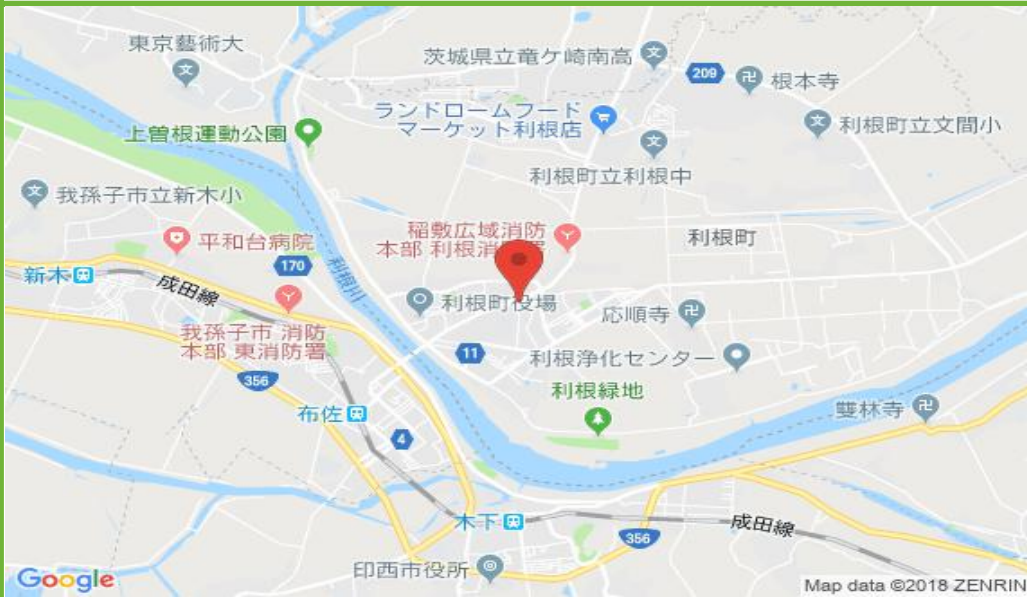 東京藝術大
茨城県立竜ケ崎南高
209
根本寺
ランドロームフード
マーケット利根店
上曽根運動公園
利根町立文間小
利根町立利根中
我孫子市立新木小
稲敷広域消防
本部 利根消防署
利根町
平和台病院
170
新木
成田線
利根川
利根町役場
応順寺
我孫子市 消防
本部 東消防署
11
利根浄化センター
356
利根緑地
布佐
雙林寺
4
木下
成田線
356
印西市役所
Google
Map data ©2018 ZENRIN